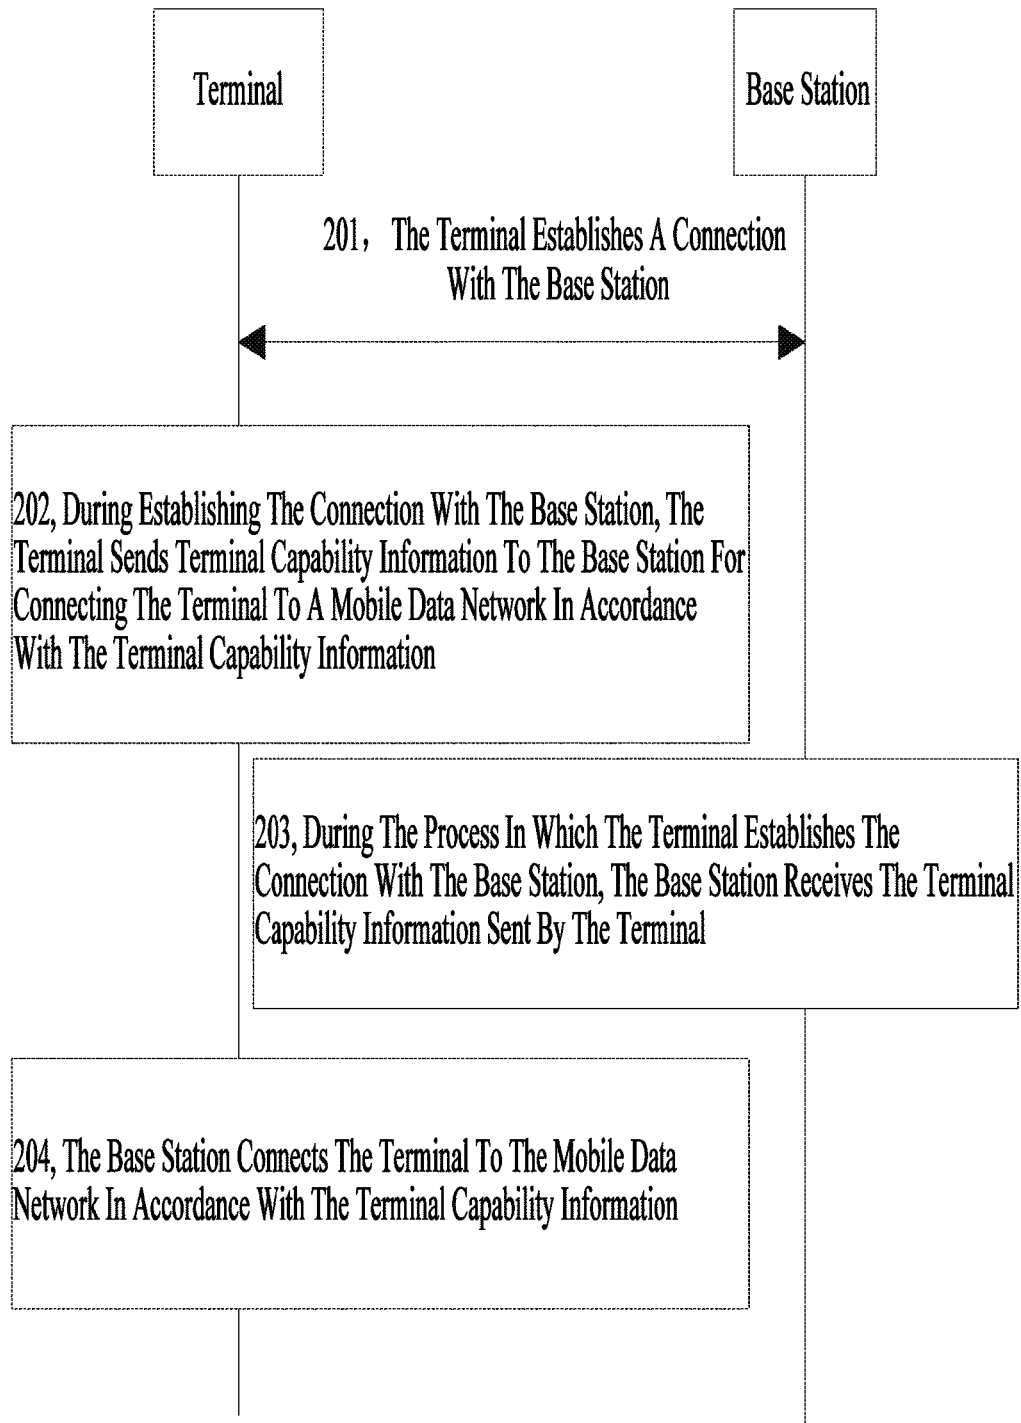 Terminal
Base Station
201， The Terminal Establishes A Connection
With The Base Station
202, During Establishing The Connection With The Base Station, The
Terminal Sends Terminal Capability Information To The Base Station For
Connecting The Terminal To A Mobile Data Network In Accordance
With The Terminal Capability Information
203, During The Process In Which The Terminal Establishes The
Connection With The Base Station, The Base Station Receives The Terminal
Capability Information Sent By The Terminal
204, The Base Station Connects The Terminal To The Mobile Data
Network In Accordance With The Terminal Capability Information